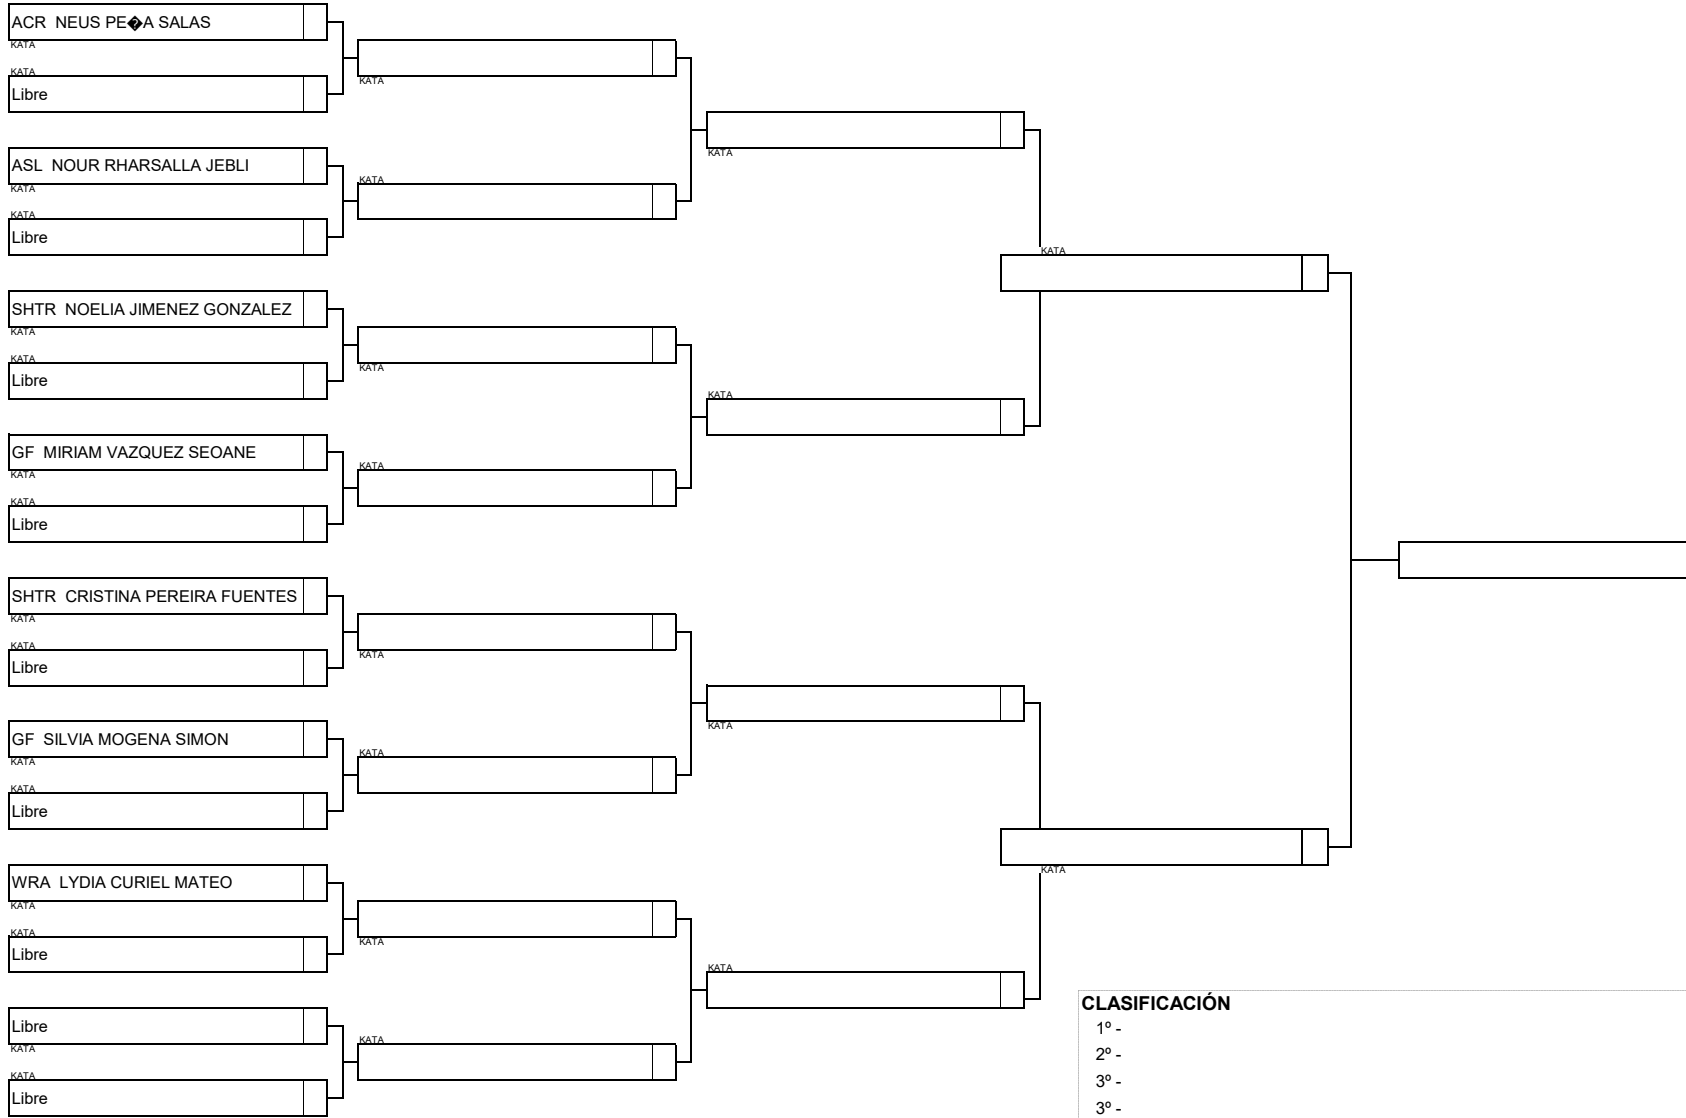 ACR  NEUS PE�A SALAS
KATA
KATA
Libre
ASL  NOUR RHARSALLA JEBLI
KATA
KATA
Libre
SHTR  NOELIA JIMENEZ GONZALEZ
KATA
KATA
Libre
GF  MIRIAM VAZQUEZ SEOANE
KATA
KATA
Libre
SHTR  CRISTINA PEREIRA FUENTES
KATA
KATA
Libre
GF  SILVIA MOGENA SIMON
KATA
KATA
Libre
WRA  LYDIA CURIEL MATEO
KATA
KATA
Libre
Libre
KATA
KATA
Libre
KATA
KATA
KATA
KATA
KATA
KATA
KATA
KATA
KATA
KATA
KATA
KATA
KATA
KATA
CLASIFICACIÓN
1º -
2º -
3º -
3º -